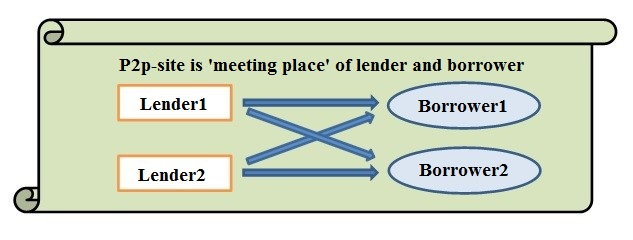 P2p-site is 'meeting place' of lender and borrower
Lender1
Borrower1
Lender2
Borrower2